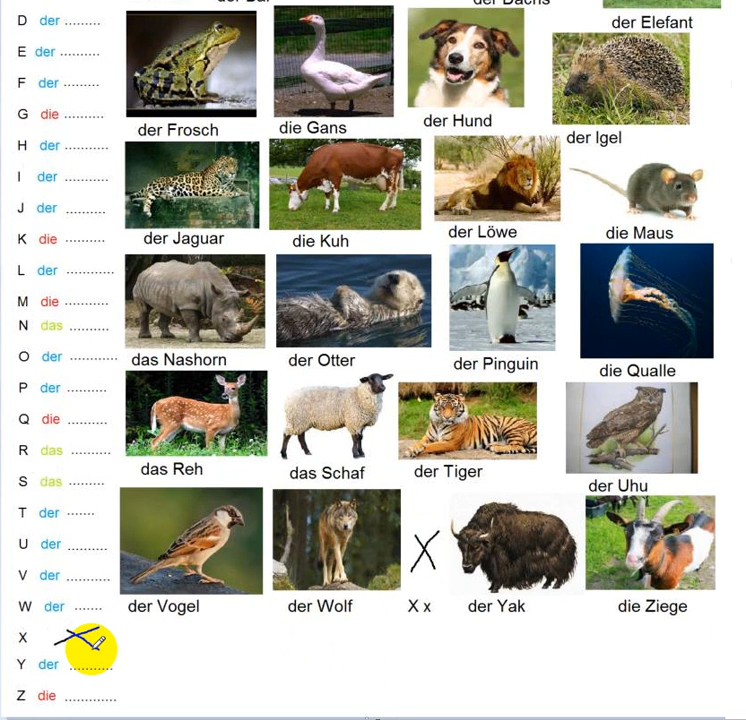 der Dachs
D der ..........
E der ..........
F der ..........
G die ..........
H der ...........
I der ...........
J der ..........
K die ..........
L der ............
M die ..........
N das ..........
O der ............
P der ..........
Q die ..........
R das ..........
S das .........
T der .......
U der ..........
V der ...........
W der .......
X
Y der ...........
Z die .............
der Elefant
der Frosch
die Gans
der Hund
der Igel
der Jaguar
die Kuh
der Löwe
die Maus
das Nashorn
der Otter
der Pinguin
die Qualle
das Reh
das Schaf
der Tiger
der Uhu
X
der Vogel
der Wolf
X x
der Yak
die Ziege